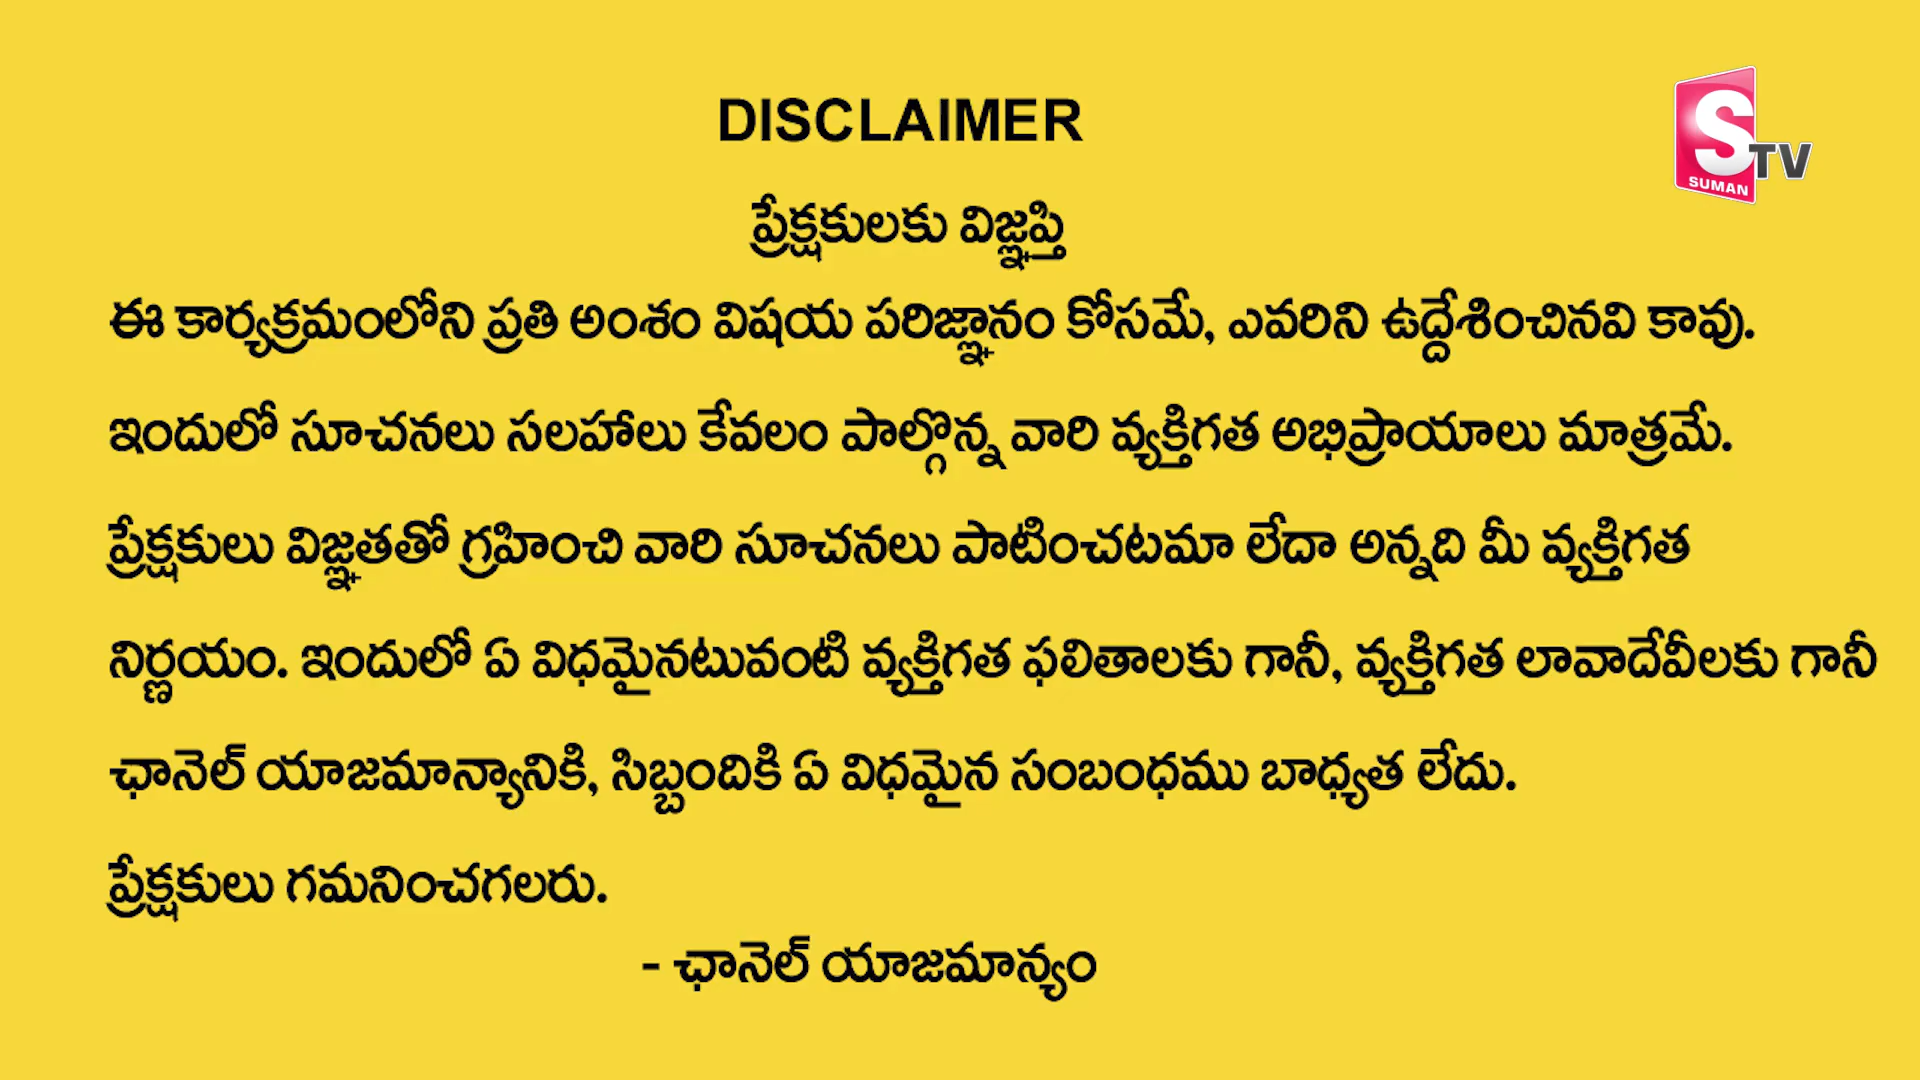 DISCLAIMER
S TV
SUMAN
ప్రేక్షకులకు విజ్ఞప్తి
ఈ కార్యక్రమంలోని ప్రతి అంశం విషయ పరిజ్ఞానం కోసమే, ఎవరిని ఉద్దేశించినవి కావు.
ఇందులో సూచనలు సలహాలు కేవలం పాల్గొన్న వారి వ్యక్తిగత అభిప్రాయాలు మాత్రమే.
ప్రేక్షకులు విజ్ఞతతో గ్రహించి వారి సూచనలు పాటించటమా లేదా అన్నది మీ వ్యక్తిగత
నిర్ణయం. ఇందులో ఏ విధమైనటువంటి వ్యక్తిగత ఫలితాలకు గానీ, వ్యక్తిగత లావాదేవీలకు గానీ
ఛానెల్ యాజమాన్యానికి, సిబ్బందికి ఏ విధమైన సంబంధము బాధ్యత లేదు.
ప్రేక్షకులు గమనించగలరు.
- ఛానెల్ యాజమాన్యం